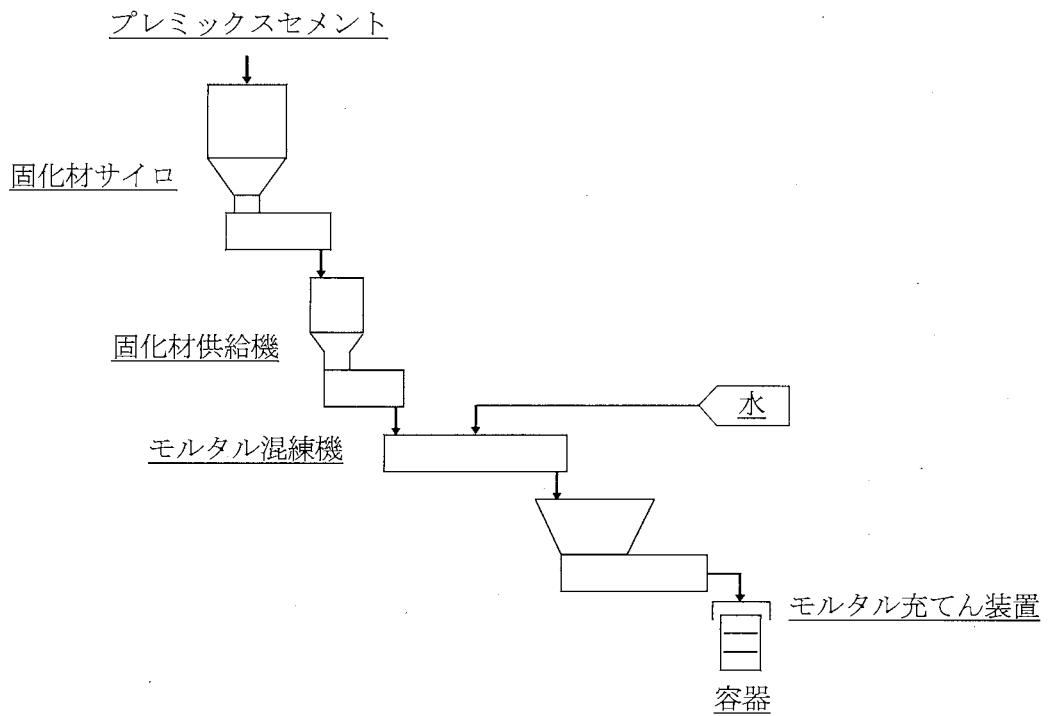 プレミックスセメント
固化材サイロ
固化材供給機
水
モルタル混練機
モルタル充てん装置
容器